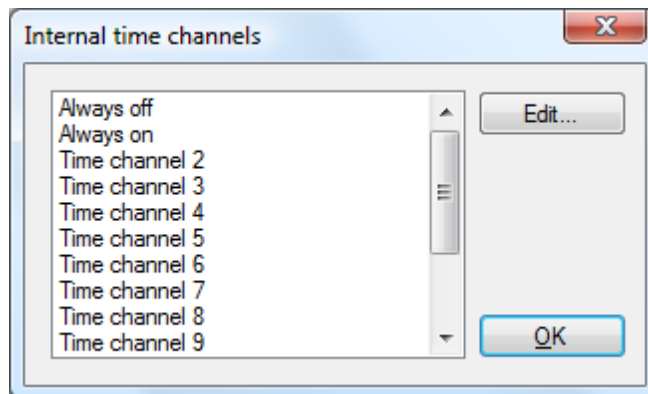 Internal time channels
Always off
Always on
Time channel 2
Time channel 3
Time channel 4
Time channel 5
Time channel 6
Time channel 7
Time channel 8
Time channel 9
Edit...
OK